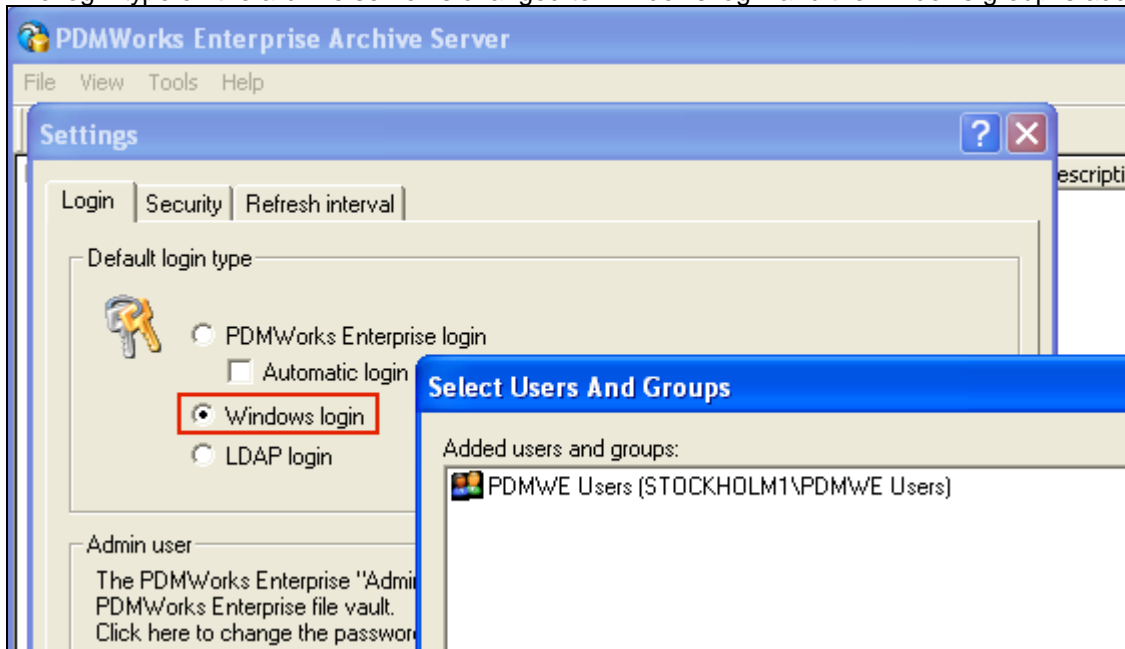 PDMWorks Enterprise Archive Server
File View Tools Help
Settings
escripti
Login Security Refresh interval
Default login type
PDMWorks Enterprise login
Automatic login
Windows login
LDAP login
Select Users And Groups
Added users and groups:
PDMWE Users (STOCKHOLM1\PDMWE Users)
Admin user
The PDMWorks Enterprise "Admi
PDMWorks Enterprise file vault.
Click here to change the passwor